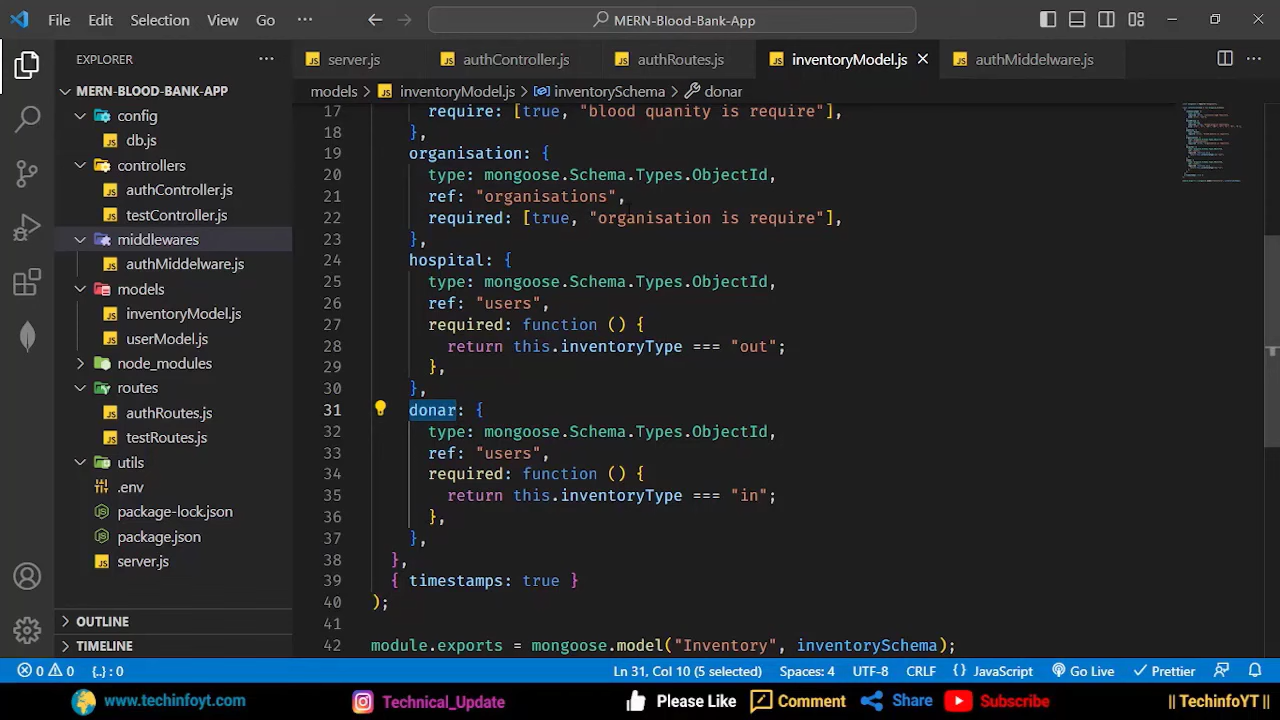 File Edit Selection View Go ··· MERN-Blood-Bank-App
EXPLORER ···
MERN-BLOOD-BANK-APP
config
db.js
controllers
authController.js
testController.js
middlewares
authMiddelware.js
models
inventoryModel.js
userModel.js
node_modules
routes
authRoutes.js
testRoutes.js
utils
.env
package-lock.json
package.json
server.js
OUTLINE
TIMELINE
server.js authController.js authRoutes.js inventoryModel.js authMiddelware.js ···
models > inventoryModel.js > inventorySchema > donar
17 require: [true, "blood quanity is require"],
18 },
19 organisation: {
20 type: mongoose.Schema.Types.ObjectId,
21 ref: "organisations",
22 required: [true, "organisation is require"],
23 },
24 hospital: {
25 type: mongoose.Schema.Types.ObjectId,
26 ref: "users",
27 required: function () {
28 return this.inventoryType === "out";
29 },
30 },
31 donar: {
32 type: mongoose.Schema.Types.ObjectId,
33 ref: "users",
34 required: function () {
35 return this.inventoryType === "in";
36 },
37 },
38 },
39 { timestamps: true }
40 );
41
42 module.exports = mongoose.model("Inventory", inventorySchema);
0 0 {..} : 0 Ln 31, Col 10 (5 selected) Spaces: 4 UTF-8 CRLF {} JavaScript Go Live Prettier
www.techinfoyt.com Technical_Update Please Like Comment Share Subscribe || TechinfoYT ||